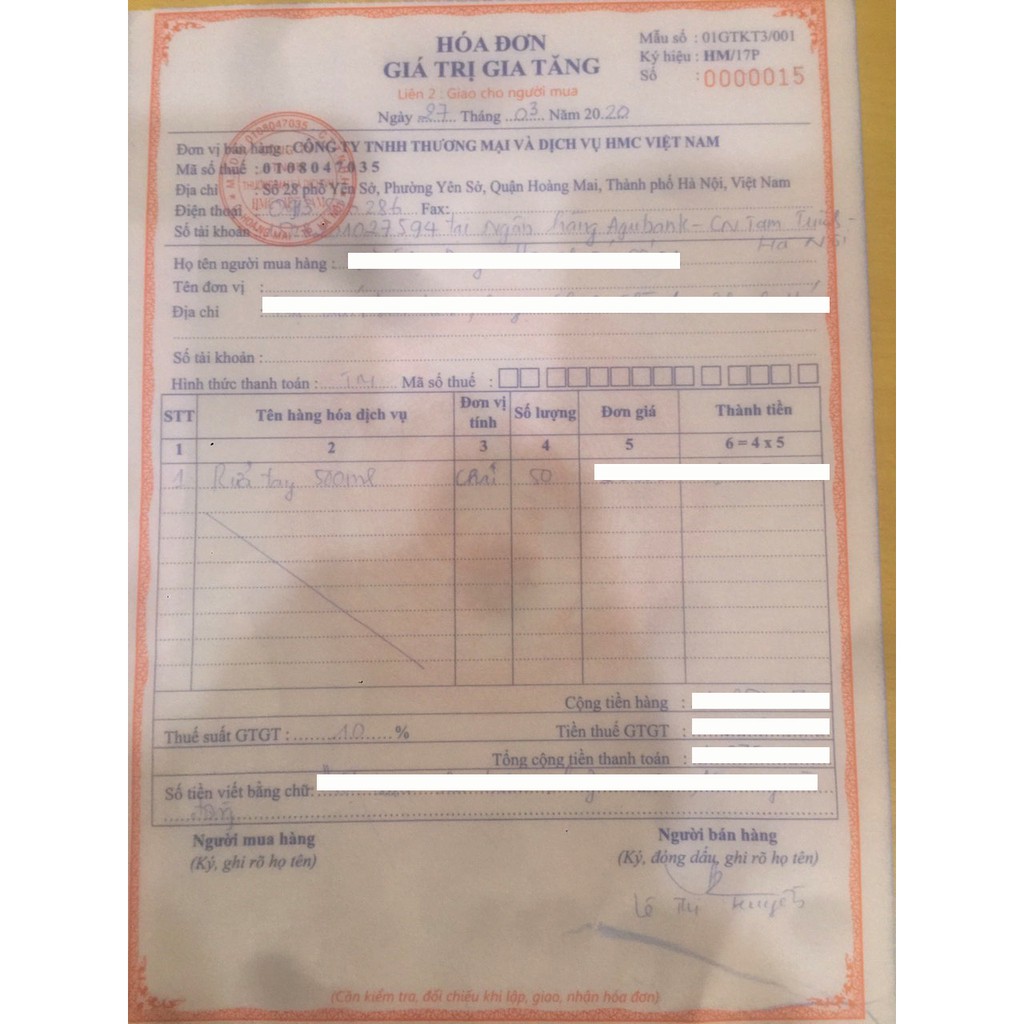 HÓA ĐƠN
GIÁ TRỊ GIA TĂNG
Liên 2 : Giao cho người mua
Ngày 27 Tháng 03 Năm 2020
Mẫu số : 01GTKT3/001
Ký hiệu : HM/17P
Số : 0000015
Đơn vị bán hàng : CÔNG TY TNHH THƯƠNG MẠI VÀ DỊCH VỤ HMC VIỆT NAM
Mã số thuế : 0108047035
Địa chỉ : Số 28 phố Yên Sở, Phường Yên Sở, Quận Hoàng Mai, Thành phố Hà Nội, Việt Nam
Điện thoại : 286 Fax:
Số tài khoản 1027594 tại Ngân hàng Agribank - CN Tam Trinh -
Hà Nội
Họ tên người mua hàng :
Tên đơn vị :
Địa chỉ
Số tài khoản :
Hình thức thanh toán : TM Mã số thuế :
STT Tên hàng hóa dịch vụ Đơn vị tính Số lượng Đơn giá Thành tiền
1 2 3 4 5 6 = 4 x 5
1 Rửa tay 500ml Chai 50
Cộng tiền hàng :
Thuế suất GTGT : 10 % Tiền thuế GTGT :
Tổng cộng tiền thanh toán :
Số tiền viết bằng chữ:
đồng
Người mua hàng Người bán hàng
(Ký, ghi rõ họ tên) (Ký, đóng dấu, ghi rõ họ tên)
Lê Thị
(Cần kiểm tra, đối chiếu khi lập, giao, nhận hóa đơn)